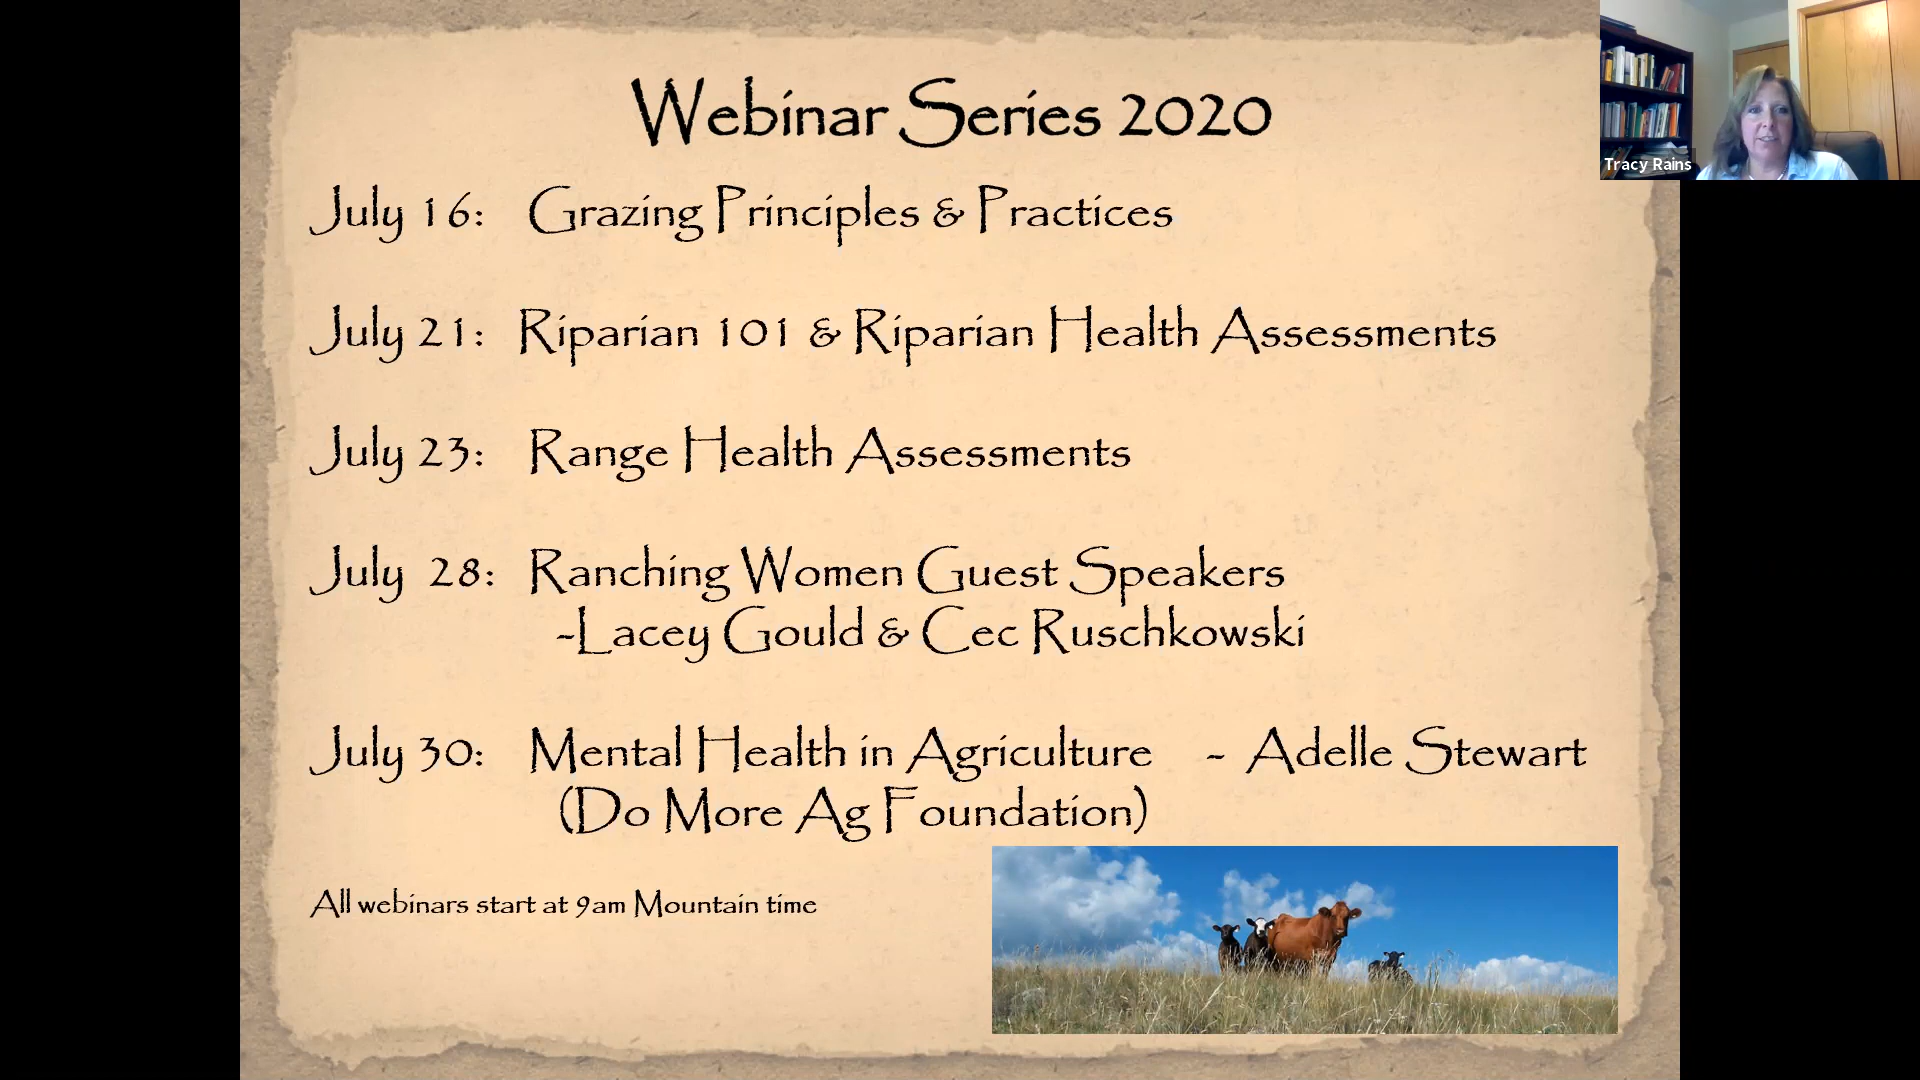 Webinar Series 2020
July 16: Grazing Principles & Practices
July 21: Riparian 101 & Riparian Health Assessments
July 23: Range Health Assessments
July 28: Ranching Women Guest Speakers
-Lacey Gould & Cec Ruschkowski
July 30: Mental Health in Agriculture - Adelle Stewart
(Do More Ag Foundation)
All webinars start at 9am Mountain time
Tracy Rains